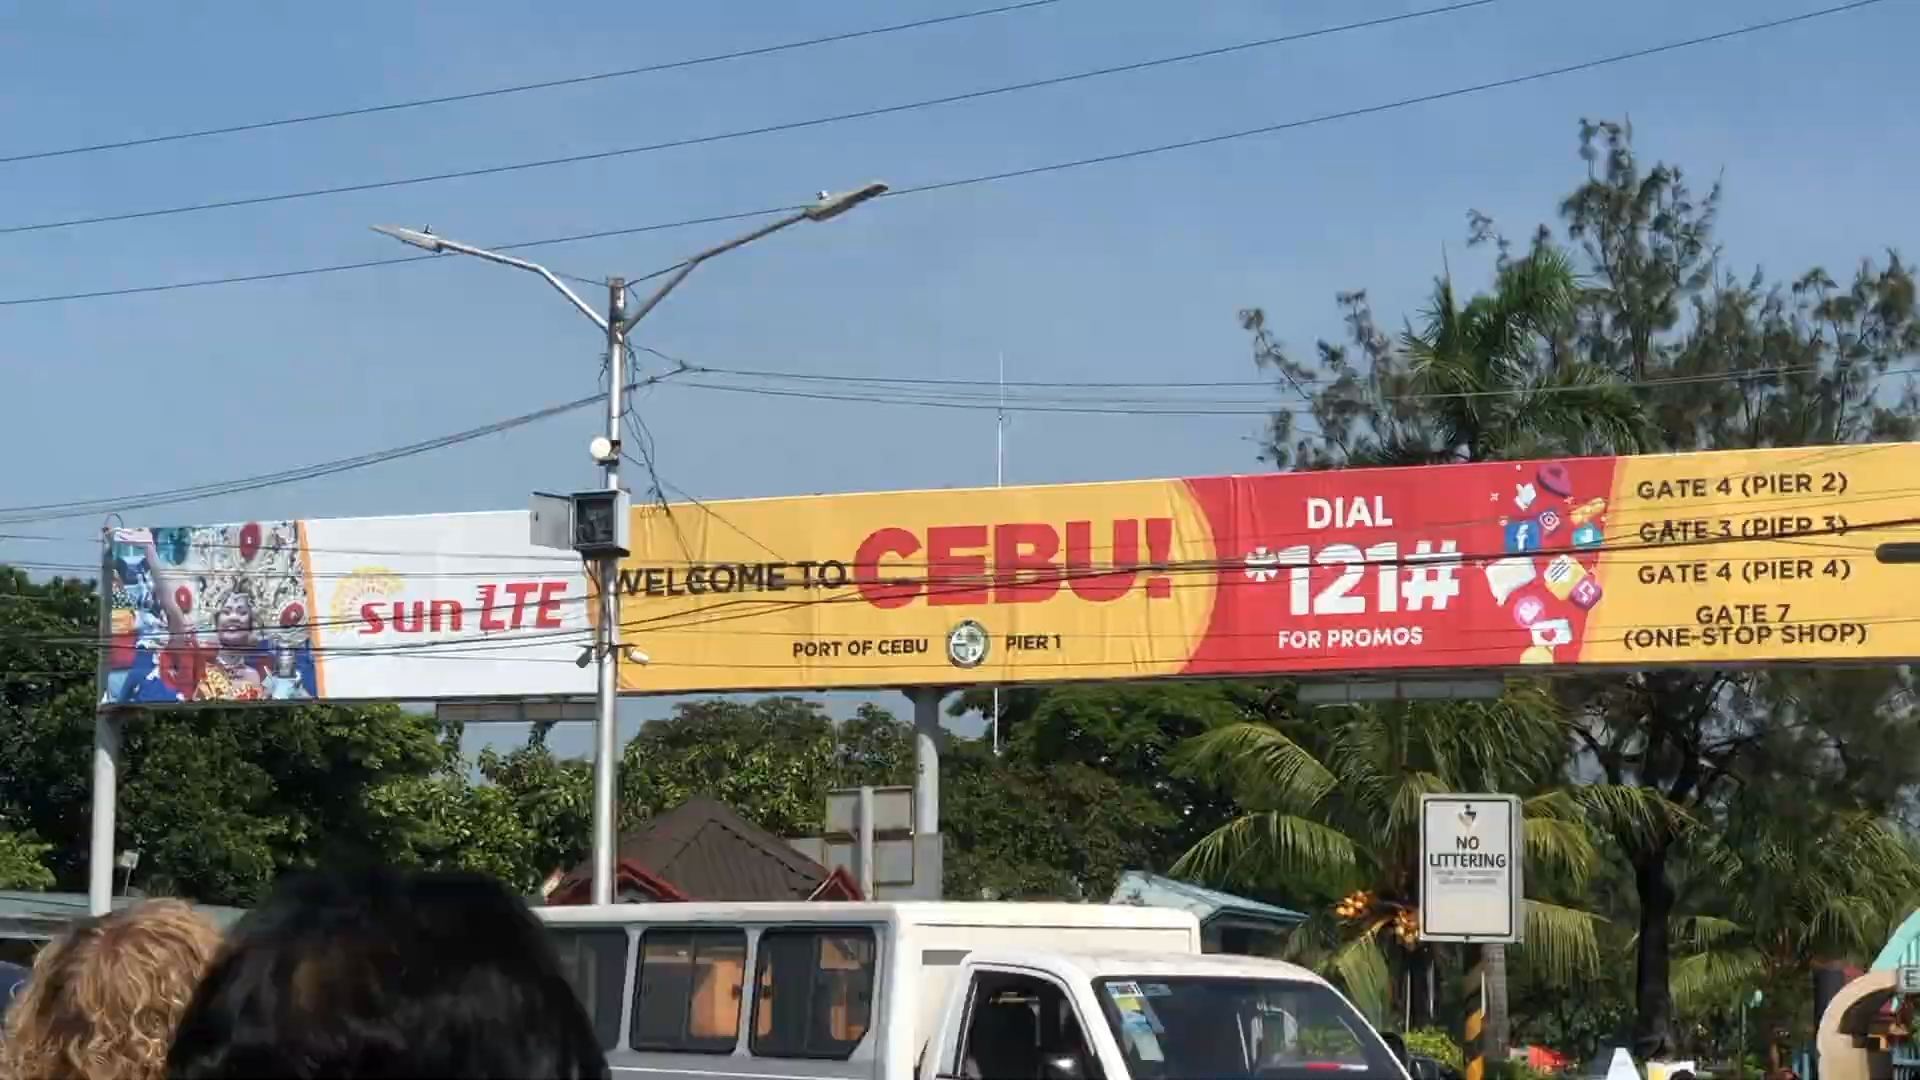 sun LTE
WELCOME TO CEBU!
PORT OF CEBU PIER 1
DIAL
*121#
FOR PROMOS
GATE 4 (PIER 2)
GATE 3 (PIER 3)
GATE 4 (PIER 4)
GATE 7
(ONE-STOP SHOP)
NO
LITTERING